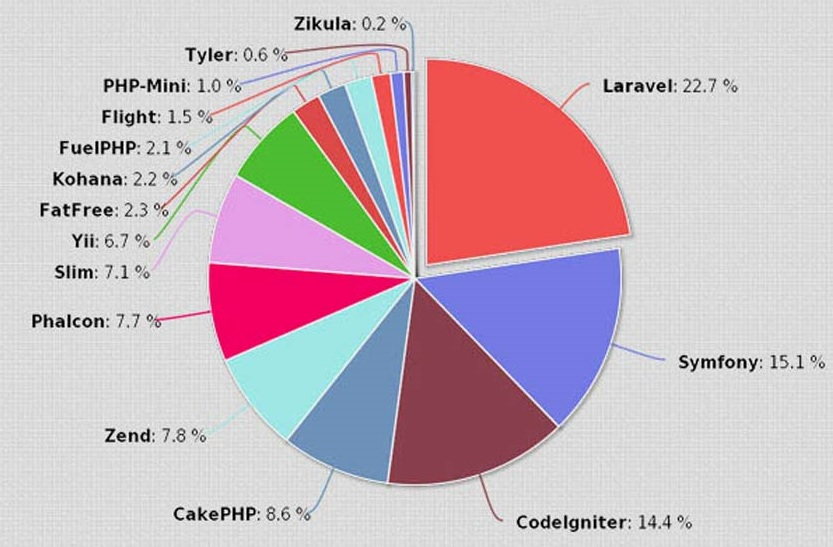 Zikula: 0.2 %
Tyler: 0.6 %
PHP-Mini: 1.0 %
Flight: 1.5 %
FuelPHP: 2.1 %
Kohana: 2.2 %
FatFree: 2.3 %
Yii: 6.7 %
Slim: 7.1 %
Phalcon: 7.7 %
Zend: 7.8 %
CakePHP: 8.6 %
Laravel: 22.7 %
Symfony: 15.1 %
CodeIgniter: 14.4 %